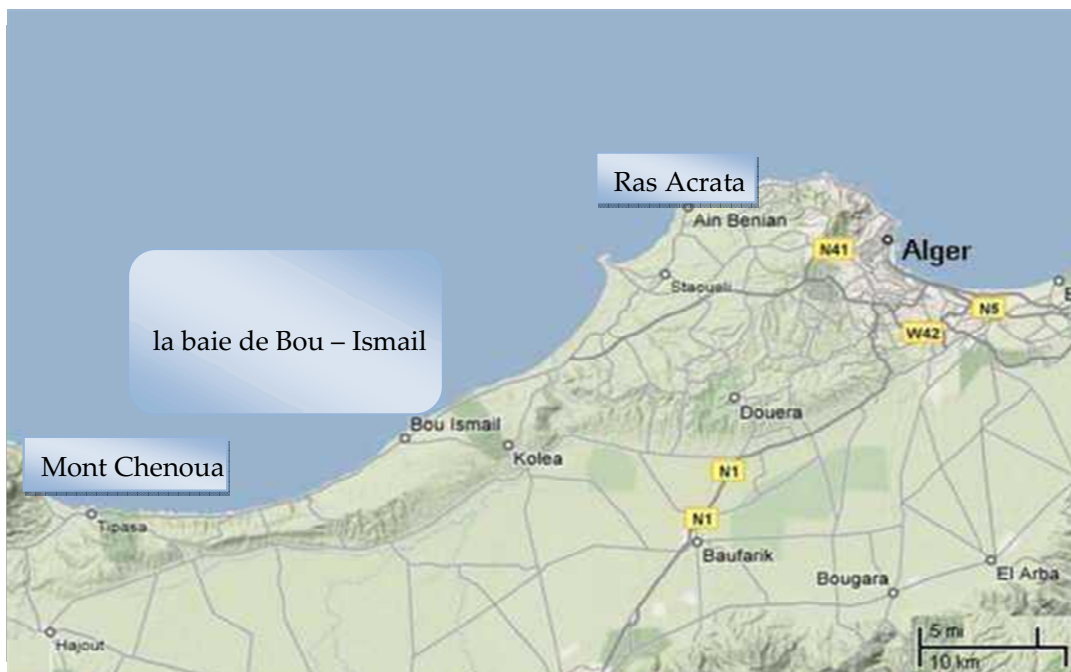 Ras Acrata
Ain Benian
N41
Alger
Staoueli
N5
la baie de Bou – Ismail
W42
Douera
Bou Ismail
Kolea
Mont Chenoua
N1
Tipasa
N1
Baufarik
El Arba
Bougara
Hajout
5 mi
10 km